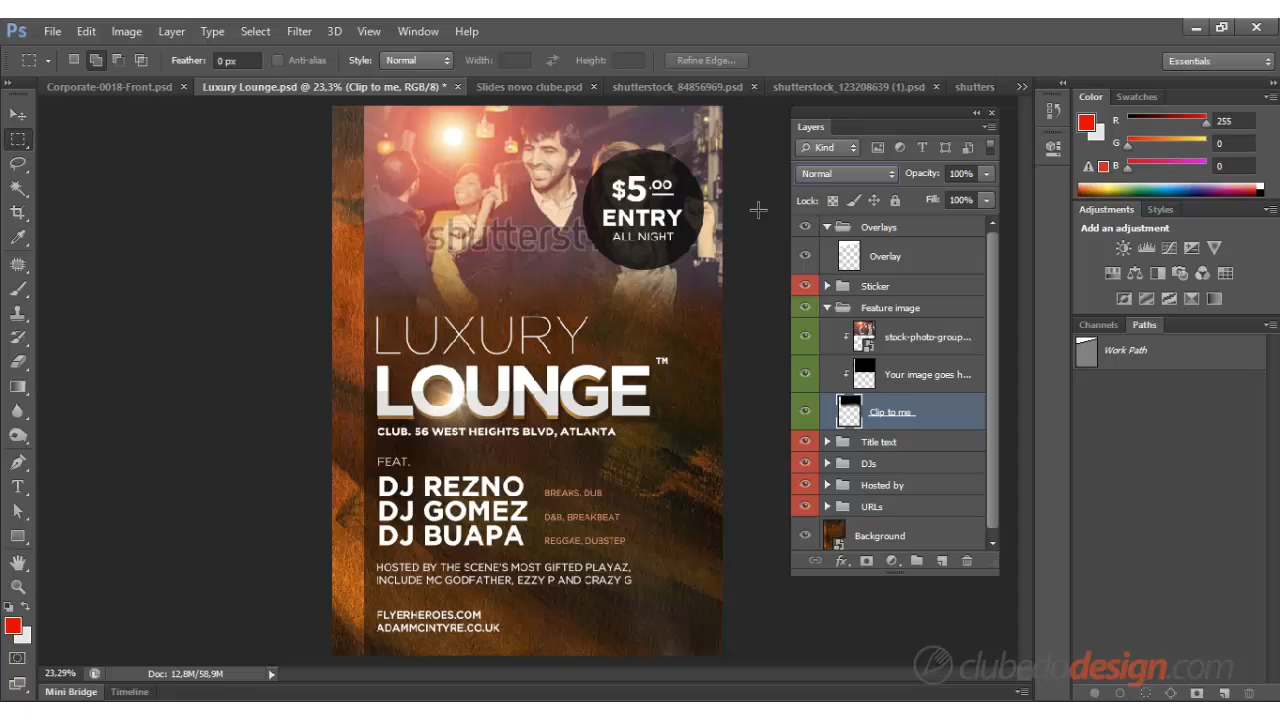 Ps File Edit Image Layer Type Select Filter 3D View Window Help
Feather: 0 px Anti-alias Style: Normal Width: Height: Refine Edge... Essentials
Corporate-0018-Front.psd × Luxury Lounge.psd @ 23,3% (Clip to me, RGB/8) * × Slides novo clube.psd × shutterstock_84856969.psd × shutterstock_123208639 (1).psd × shutters
shutterst
$5.00
ENTRY
ALL NIGHT
LUXURY
LOUNGE™
CLUB. 56 WEST HEIGHTS BLVD, ATLANTA
FEAT.
DJ REZNO BREAKS. DUB
DJ GOMEZ D&B, BREAKBEAT
DJ BUAPA REGGAE, DUBSTEP
HOSTED BY THE SCENE'S MOST GIFTED PLAYAZ,
INCLUDE MC GODFATHER, EZZY P AND CRAZY G
FLYERHEROES.COM
ADAMMCINTYRE.CO.UK
Layers
Kind
Normal Opacity: 100%
Lock: Fill: 100%
Overlays
Overlay
Sticker
Feature image
stock-photo-group...
Your image goes h...
Clip to me
Title text
DJs
Hosted by
URLs
Background
fx
Color Swatches
R 255
G 0
B 0
Adjustments Styles
Add an adjustment
Channels Paths
Work Path
23,29% Doc: 12,8M/58,9M
Mini Bridge Timeline
clubedodesign.com